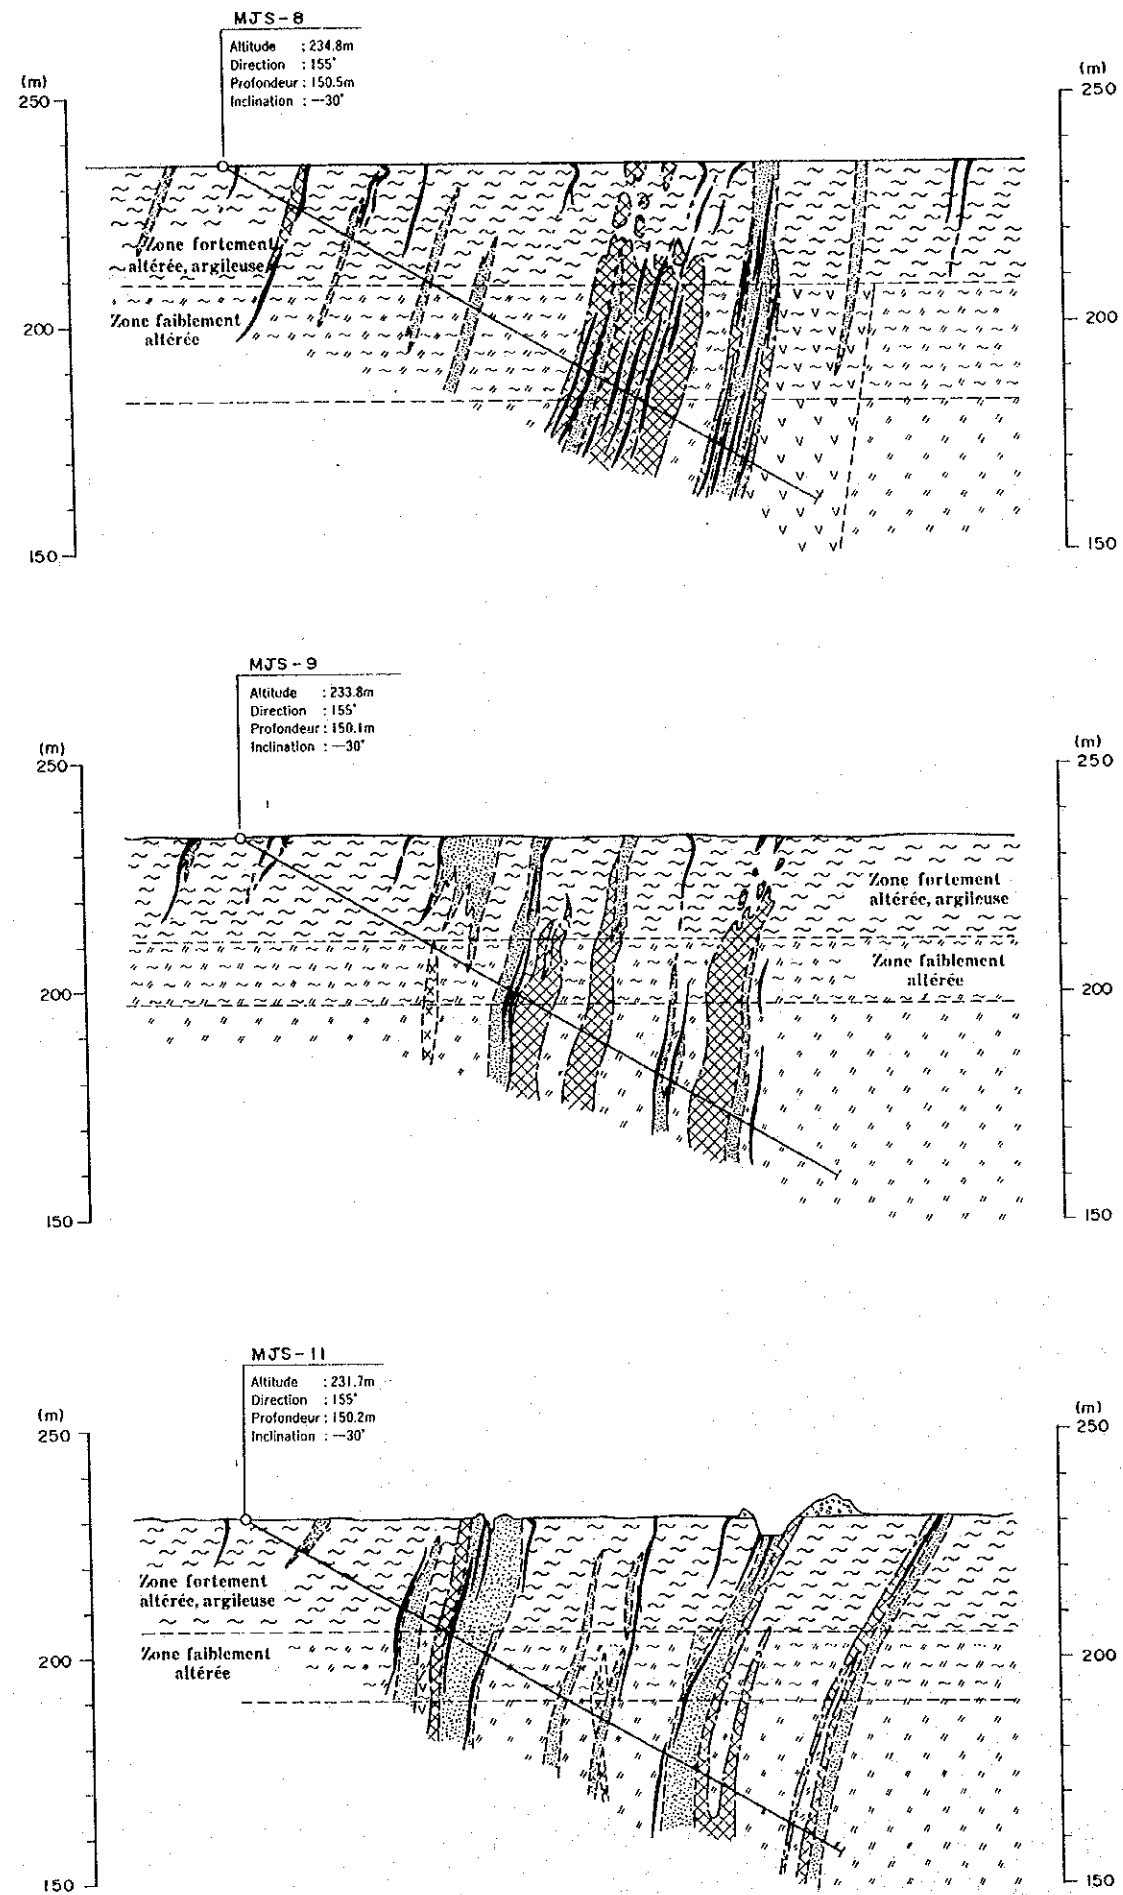 MJS-8
Altitude : 234.8m
Direction : 155°
Profondeur : 150.5m
Inclination : -30°
(m)
250
(m)
250
Zone fortement
altérée, argileuse
Zone faiblement
altérée
200
200
150
150
MJS-9
Altitude : 233.8m
Direction : 155°
Profondeur : 150.1m
Inclination : -30°
(m)
250
(m)
250
Zone fortement
altérée, argileuse
Zone faiblement
altérée
200
200
150
150
MJS-11
Altitude : 231.7m
Direction : 155°
Profondeur : 150.2m
Inclination : -30°
(m)
250
(m)
250
Zone fortement
altérée, argileuse
Zone faiblement
altérée
200
200
150
150